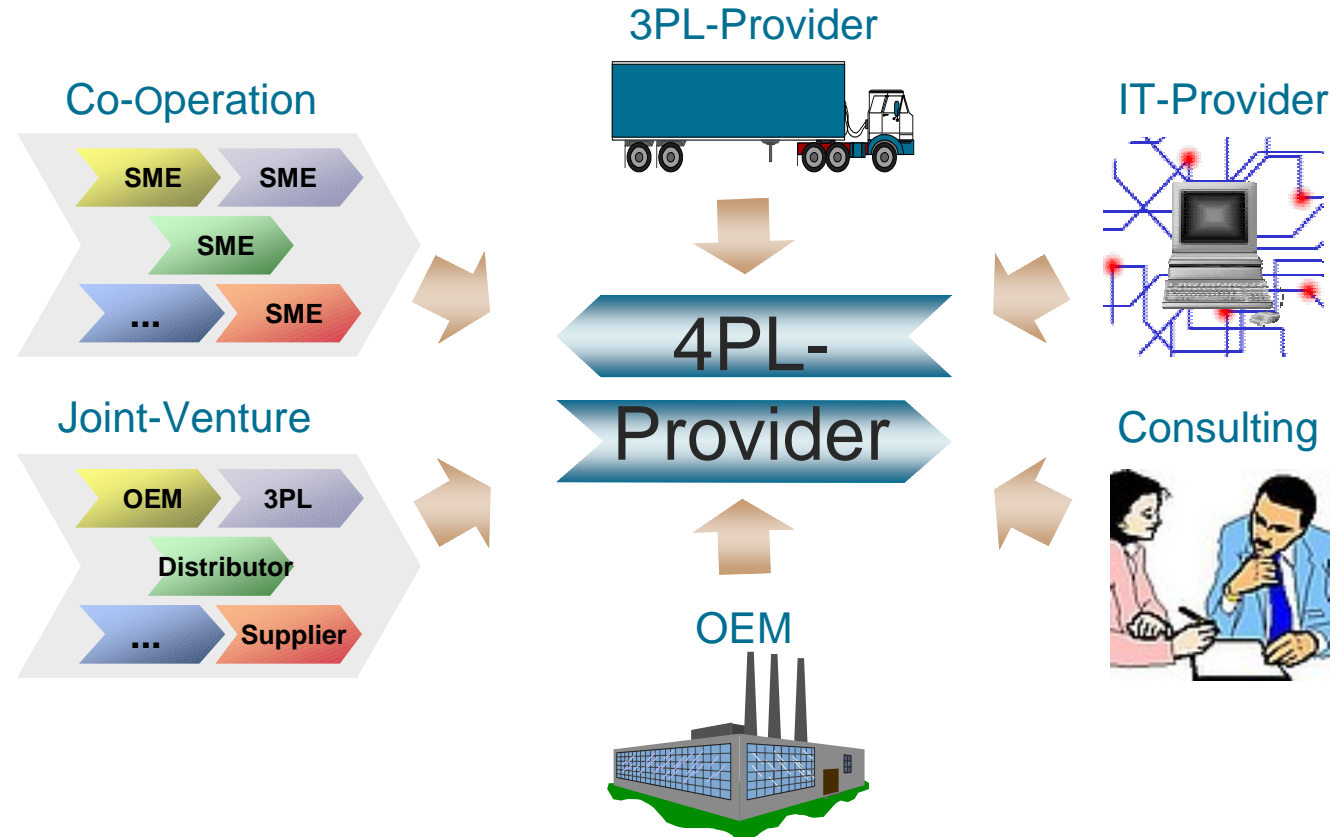 3PL-Provider
Co-Operation
IT-Provider
SME SME
SME
... SME
4PL-
Provider
Joint-Venture
Consulting
OEM 3PL
Distributor
... Supplier
OEM